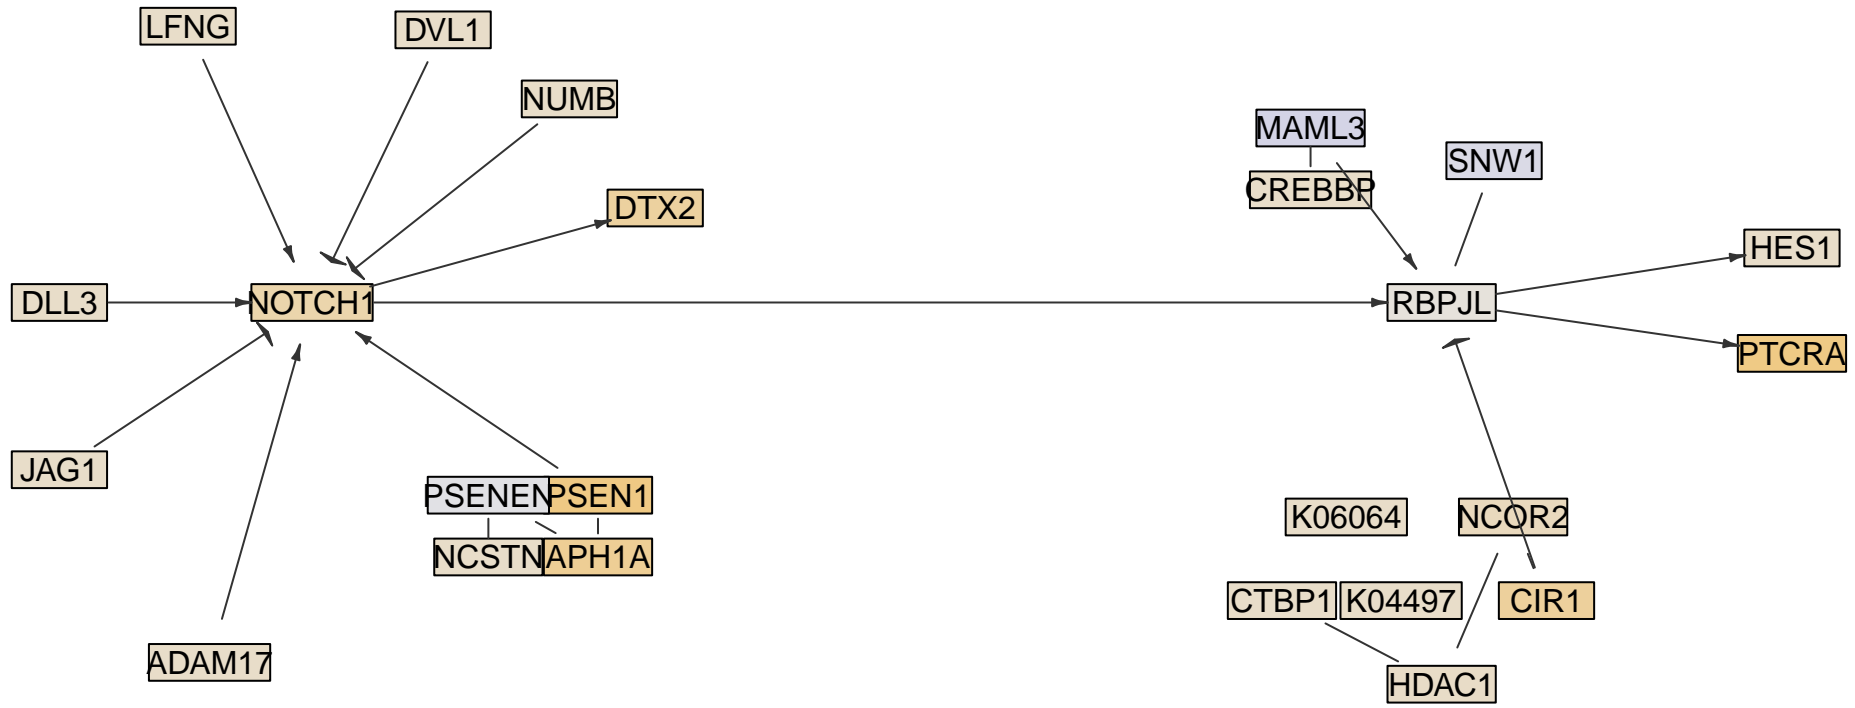 LFNG
DVL1
NUMB
MAML3
SNW1
CREBBP
DTX2
HES1
DLL3
NOTCH1
RBPJL
PTCRA
JAG1
PSENEN
PSEN1
K06064
NCOR2
NCSTN
APH1A
CTBP1
K04497
CIR1
ADAM17
HDAC1